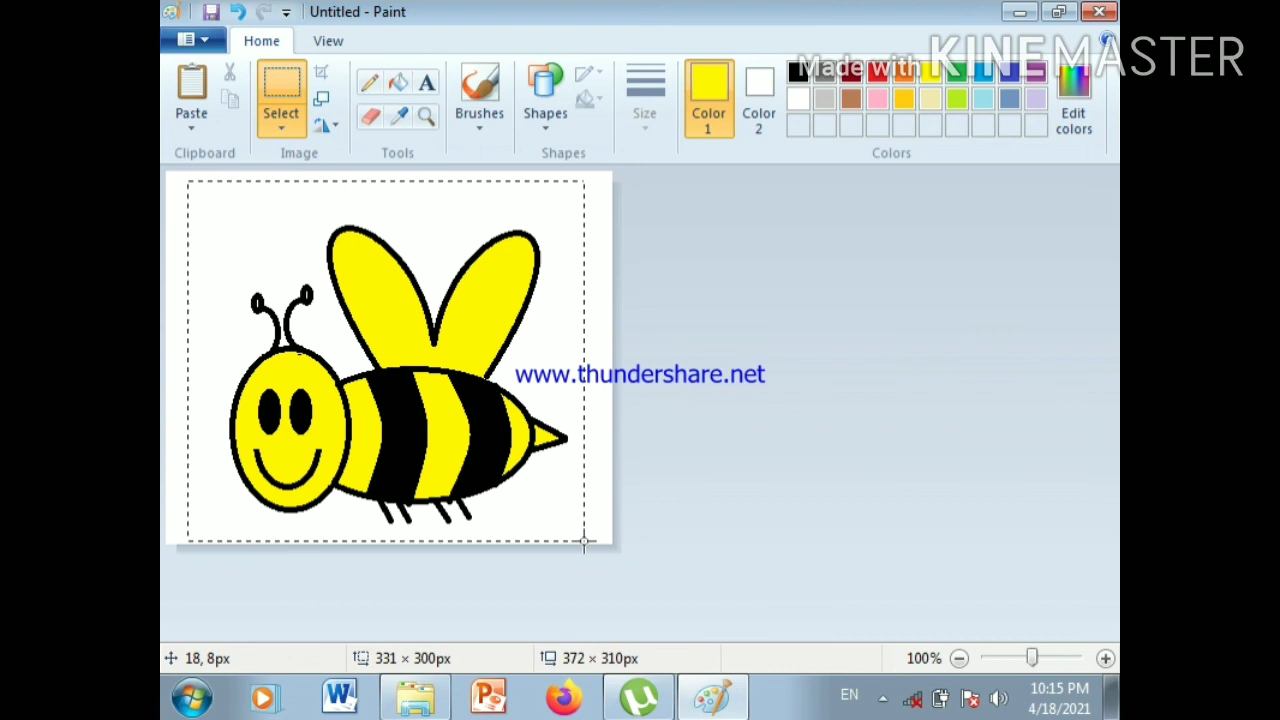 Untitled - Paint
Home View
Made with KINEMASTER
Paste Select Brushes Shapes Size Color 1 Color 2 Edit colors
Clipboard Image Tools Shapes Colors
www.thundershare.net
18, 8px 331 × 300px 372 × 310px 100%
EN 10:15 PM
4/18/2021